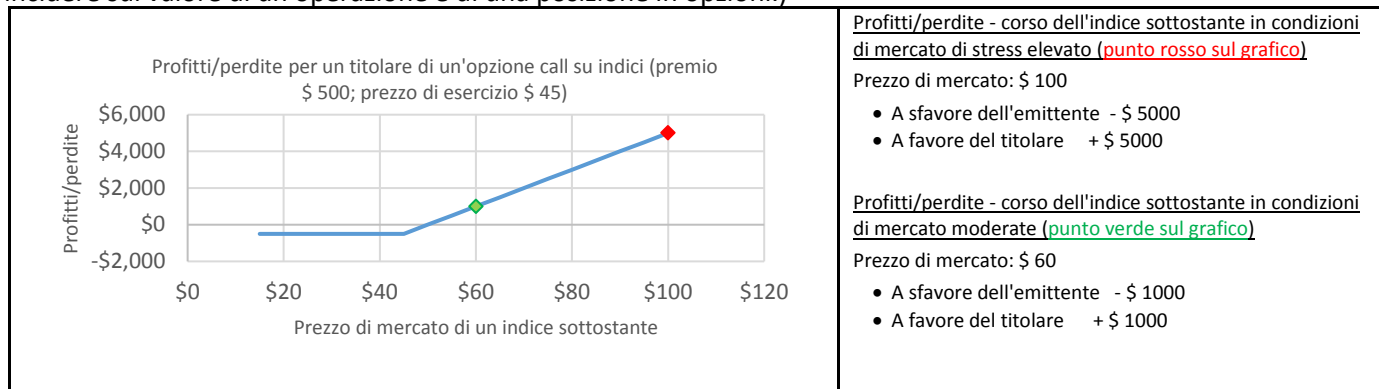 Profitti/perdite per un titolare di un'opzione call su indici (premio
$ 500; prezzo di esercizio $ 45)
$6,000
$4,000
$2,000
$0
-$2,000
Profitti/perdite
$0 $20 $40 $60 $80 $100 $120
Prezzo di mercato di un indice sottostante
Profitti/perdite - corso dell'indice sottostante in condizioni
di mercato di stress elevato (punto rosso sul grafico)
Prezzo di mercato: $ 100
• A sfavore dell'emittente - $ 5000
• A favore del titolare + $ 5000
Profitti/perdite - corso dell'indice sottostante in condizioni
di mercato moderate (punto verde sul grafico)
Prezzo di mercato: $ 60
• A sfavore dell'emittente - $ 1000
• A favore del titolare + $ 1000